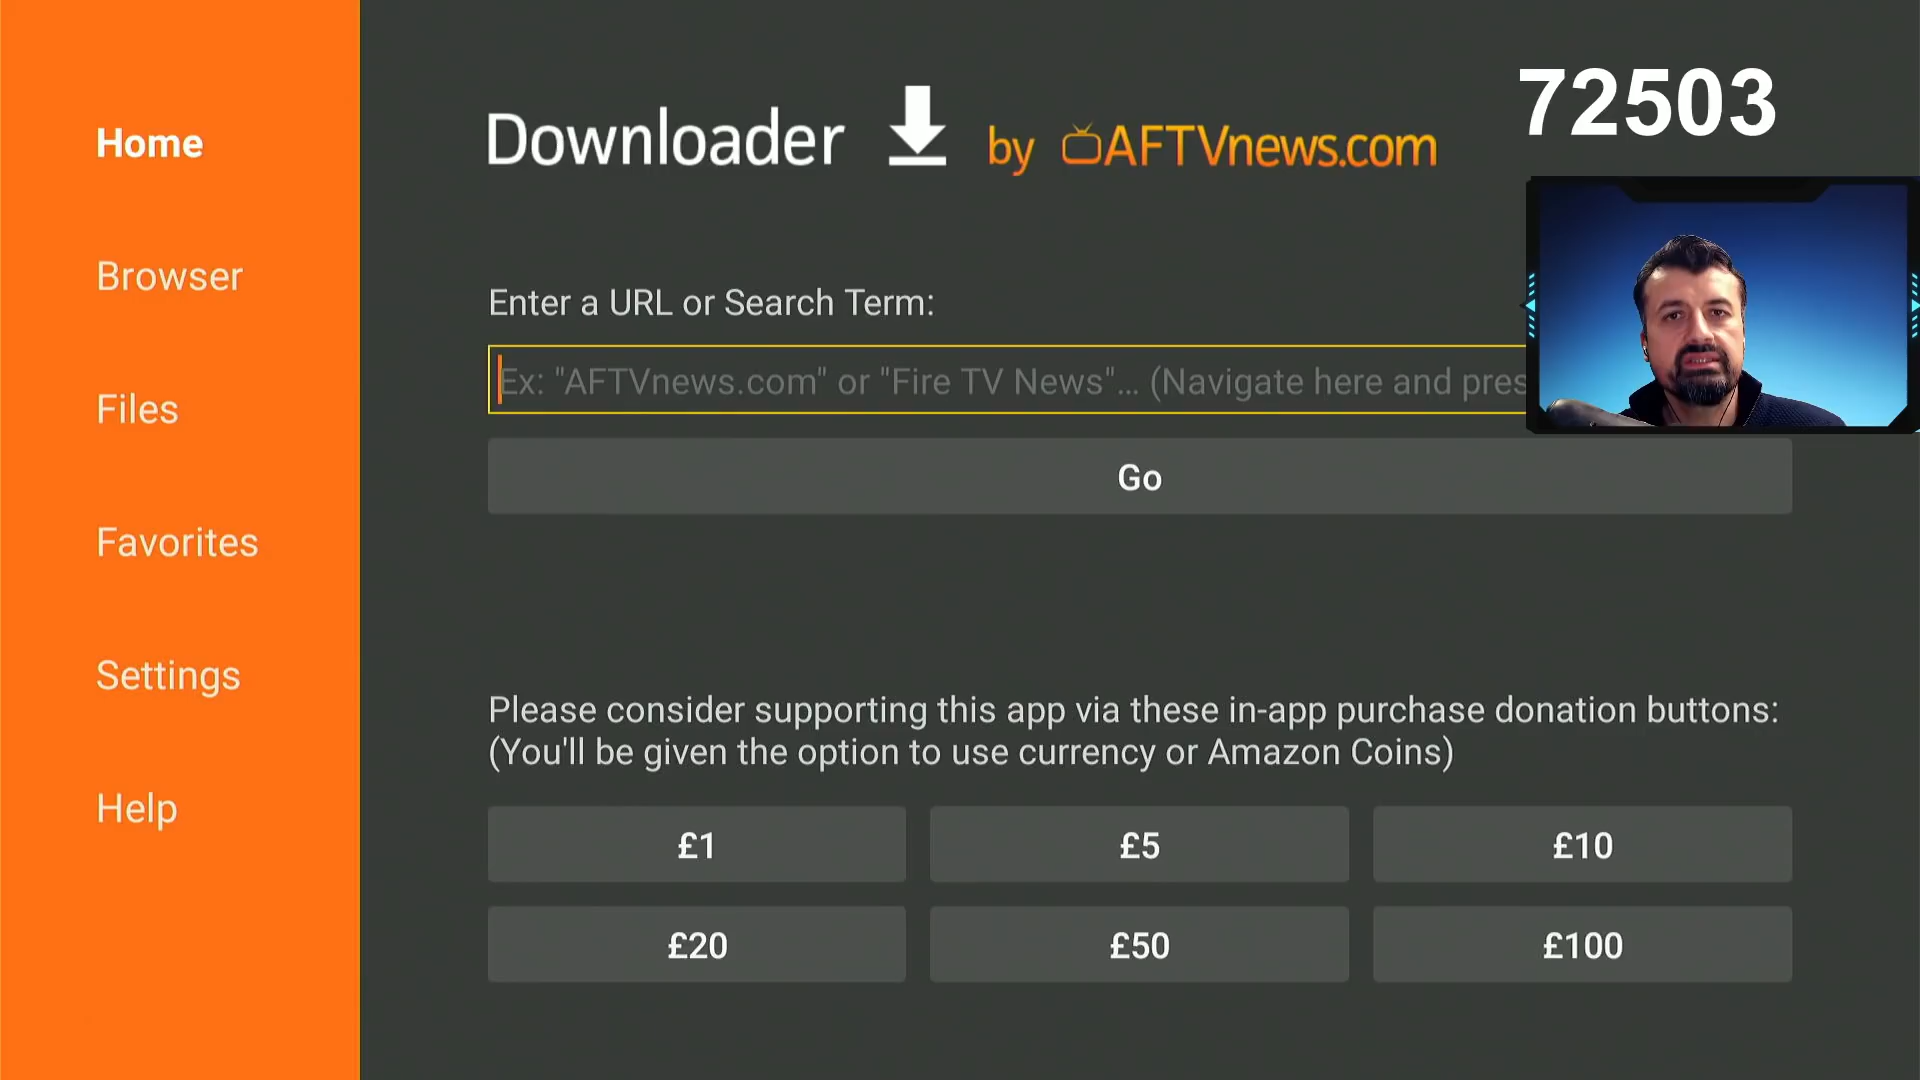 Home
Browser
Files
Favorites
Settings
Help
Downloader by AFTVnews.com
72503
Enter a URL or Search Term:
Ex: "AFTVnews.com" or "Fire TV News"... (Navigate here and pres
Go
Please consider supporting this app via these in-app purchase donation buttons:
(You'll be given the option to use currency or Amazon Coins)
£1 £5 £10
£20 £50 £100